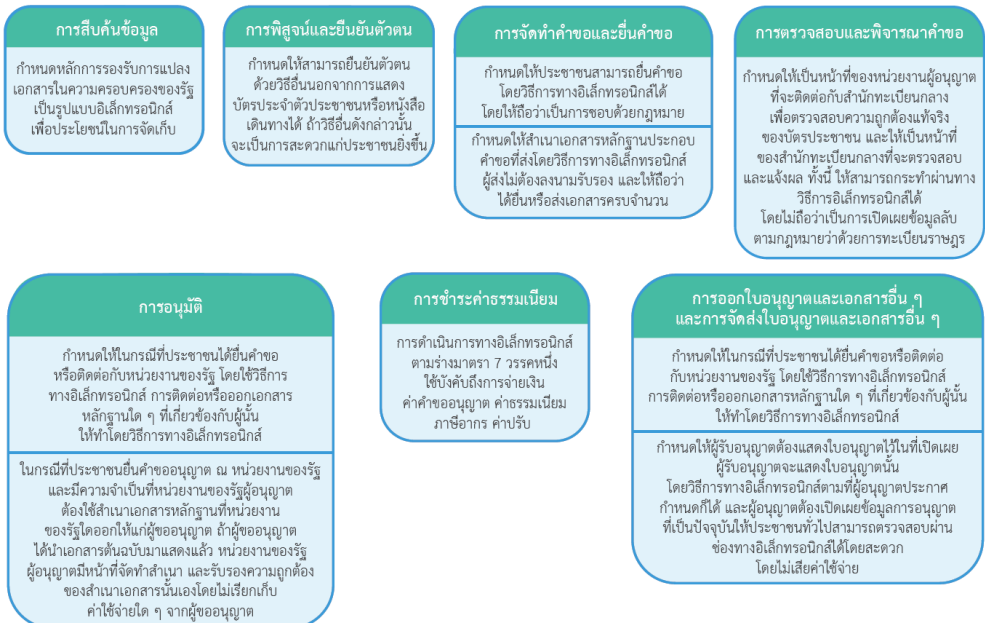 การสืบค้นข้อมูล
กำหนดหลักการรองรับการแปลง
เอกสารในความครอบครองของรัฐ
เป็นรูปแบบอิเล็กทรอนิกส์
เพื่อประโยชน์ในการจัดเก็บ
การพิสูจน์และยืนยันตัวตน
กำหนดให้สามารถยืนยันตัวตน
ด้วยวิธีอื่นนอกจากการแสดง
บัตรประจำตัวประชาชนหรือหนังสือ
เดินทางได้ ถ้าวิธีอื่นดังกล่าวนั้น
จะเป็นการสะดวกแก่ประชาชนยิ่งขึ้น
การจัดทำคำขอและยื่นคำขอ
กำหนดให้ประชาชนสามารถยื่นคำขอ
โดยวิธีการทางอิเล็กทรอนิกส์ได้
โดยให้ถือว่าเป็นการชอบด้วยกฎหมาย
กำหนดให้สำเนาเอกสารหลักฐานประกอบ
คำขอที่ส่งโดยวิธีการทางอิเล็กทรอนิกส์
ผู้ส่งไม่ต้องลงนามรับรอง และให้ถือว่า
ได้ยื่นหรือส่งเอกสารครบจำนวน
การตรวจสอบและพิจารณาคำขอ
กำหนดให้เป็นหน้าที่ของหน่วยงานผู้อนุญาต
ที่จะติดต่อกับสำนักทะเบียนกลาง
เพื่อตรวจสอบความถูกต้องแท้จริง
ของบัตรประชาชน และให้เป็นหน้าที่
ของสำนักทะเบียนกลางที่จะตรวจสอบ
และแจ้งผล ทั้งนี้ ให้สามารถกระทำผ่านทาง
วิธีการอิเล็กทรอนิกส์ได้
โดยไม่ถือว่าเป็นการเปิดเผยข้อมูลลับ
ตามกฎหมายว่าด้วยการทะเบียนราษฎร
การอนุมัติ
กำหนดให้ในกรณีที่ประชาชนได้ยื่นคำขอ
หรือติดต่อกับหน่วยงานของรัฐ โดยใช้วิธีการ
ทางอิเล็กทรอนิกส์ การติดต่อหรือออกเอกสาร
หลักฐานใด ๆ ที่เกี่ยวข้องกับผู้นั้น
ให้ทำโดยวิธีการทางอิเล็กทรอนิกส์
ในกรณีที่ประชาชนยื่นคำขออนุญาต ณ หน่วยงานของรัฐ
และมีความจำเป็นที่หน่วยงานของรัฐผู้อนุญาต
ต้องใช้สำเนาเอกสารหลักฐานที่หน่วยงาน
ของรัฐใดออกให้แก่ผู้ขออนุญาต ถ้าผู้ขออนุญาต
ได้นำเอกสารต้นฉบับมาแสดงแล้ว หน่วยงานของรัฐ
ผู้อนุญาตมีหน้าที่จัดทำสำเนา และรับรองความถูกต้อง
ของสำเนาเอกสารนั้นเองโดยไม่เรียกเก็บ
ค่าใช้จ่ายใด ๆ จากผู้ขออนุญาต
การชำระค่าธรรมเนียม
การดำเนินการทางอิเล็กทรอนิกส์
ตามร่างมาตรา 7 วรรคหนึ่ง
ใช้บังคับถึงการจ่ายเงิน
ค่าคำขออนุญาต ค่าธรรมเนียม
ภาษีอากร ค่าปรับ
การออกใบอนุญาตและเอกสารอื่น ๆ
และการจัดส่งใบอนุญาตและเอกสารอื่น ๆ
กำหนดให้ในกรณีที่ประชาชนได้ยื่นคำขอหรือติดต่อ
กับหน่วยงานของรัฐ โดยใช้วิธีการทางอิเล็กทรอนิกส์
การติดต่อหรือออกเอกสารหลักฐานใด ๆ ที่เกี่ยวข้องกับผู้นั้น
ให้ทำโดยวิธีการทางอิเล็กทรอนิกส์
กำหนดให้ผู้รับอนุญาตต้องแสดงใบอนุญาตไว้ในที่เปิดเผย
ผู้รับอนุญาตจะแสดงใบอนุญาตนั้น
โดยวิธีการทางอิเล็กทรอนิกส์ตามที่ผู้อนุญาตประกาศ
กำหนดก็ได้ และผู้อนุญาตต้องเปิดเผยข้อมูลการอนุญาต
ที่เป็นปัจจุบันให้ประชาชนทั่วไปสามารถตรวจสอบผ่าน
ช่องทางอิเล็กทรอนิกส์ได้โดยสะดวก
โดยไม่เสียค่าใช้จ่าย